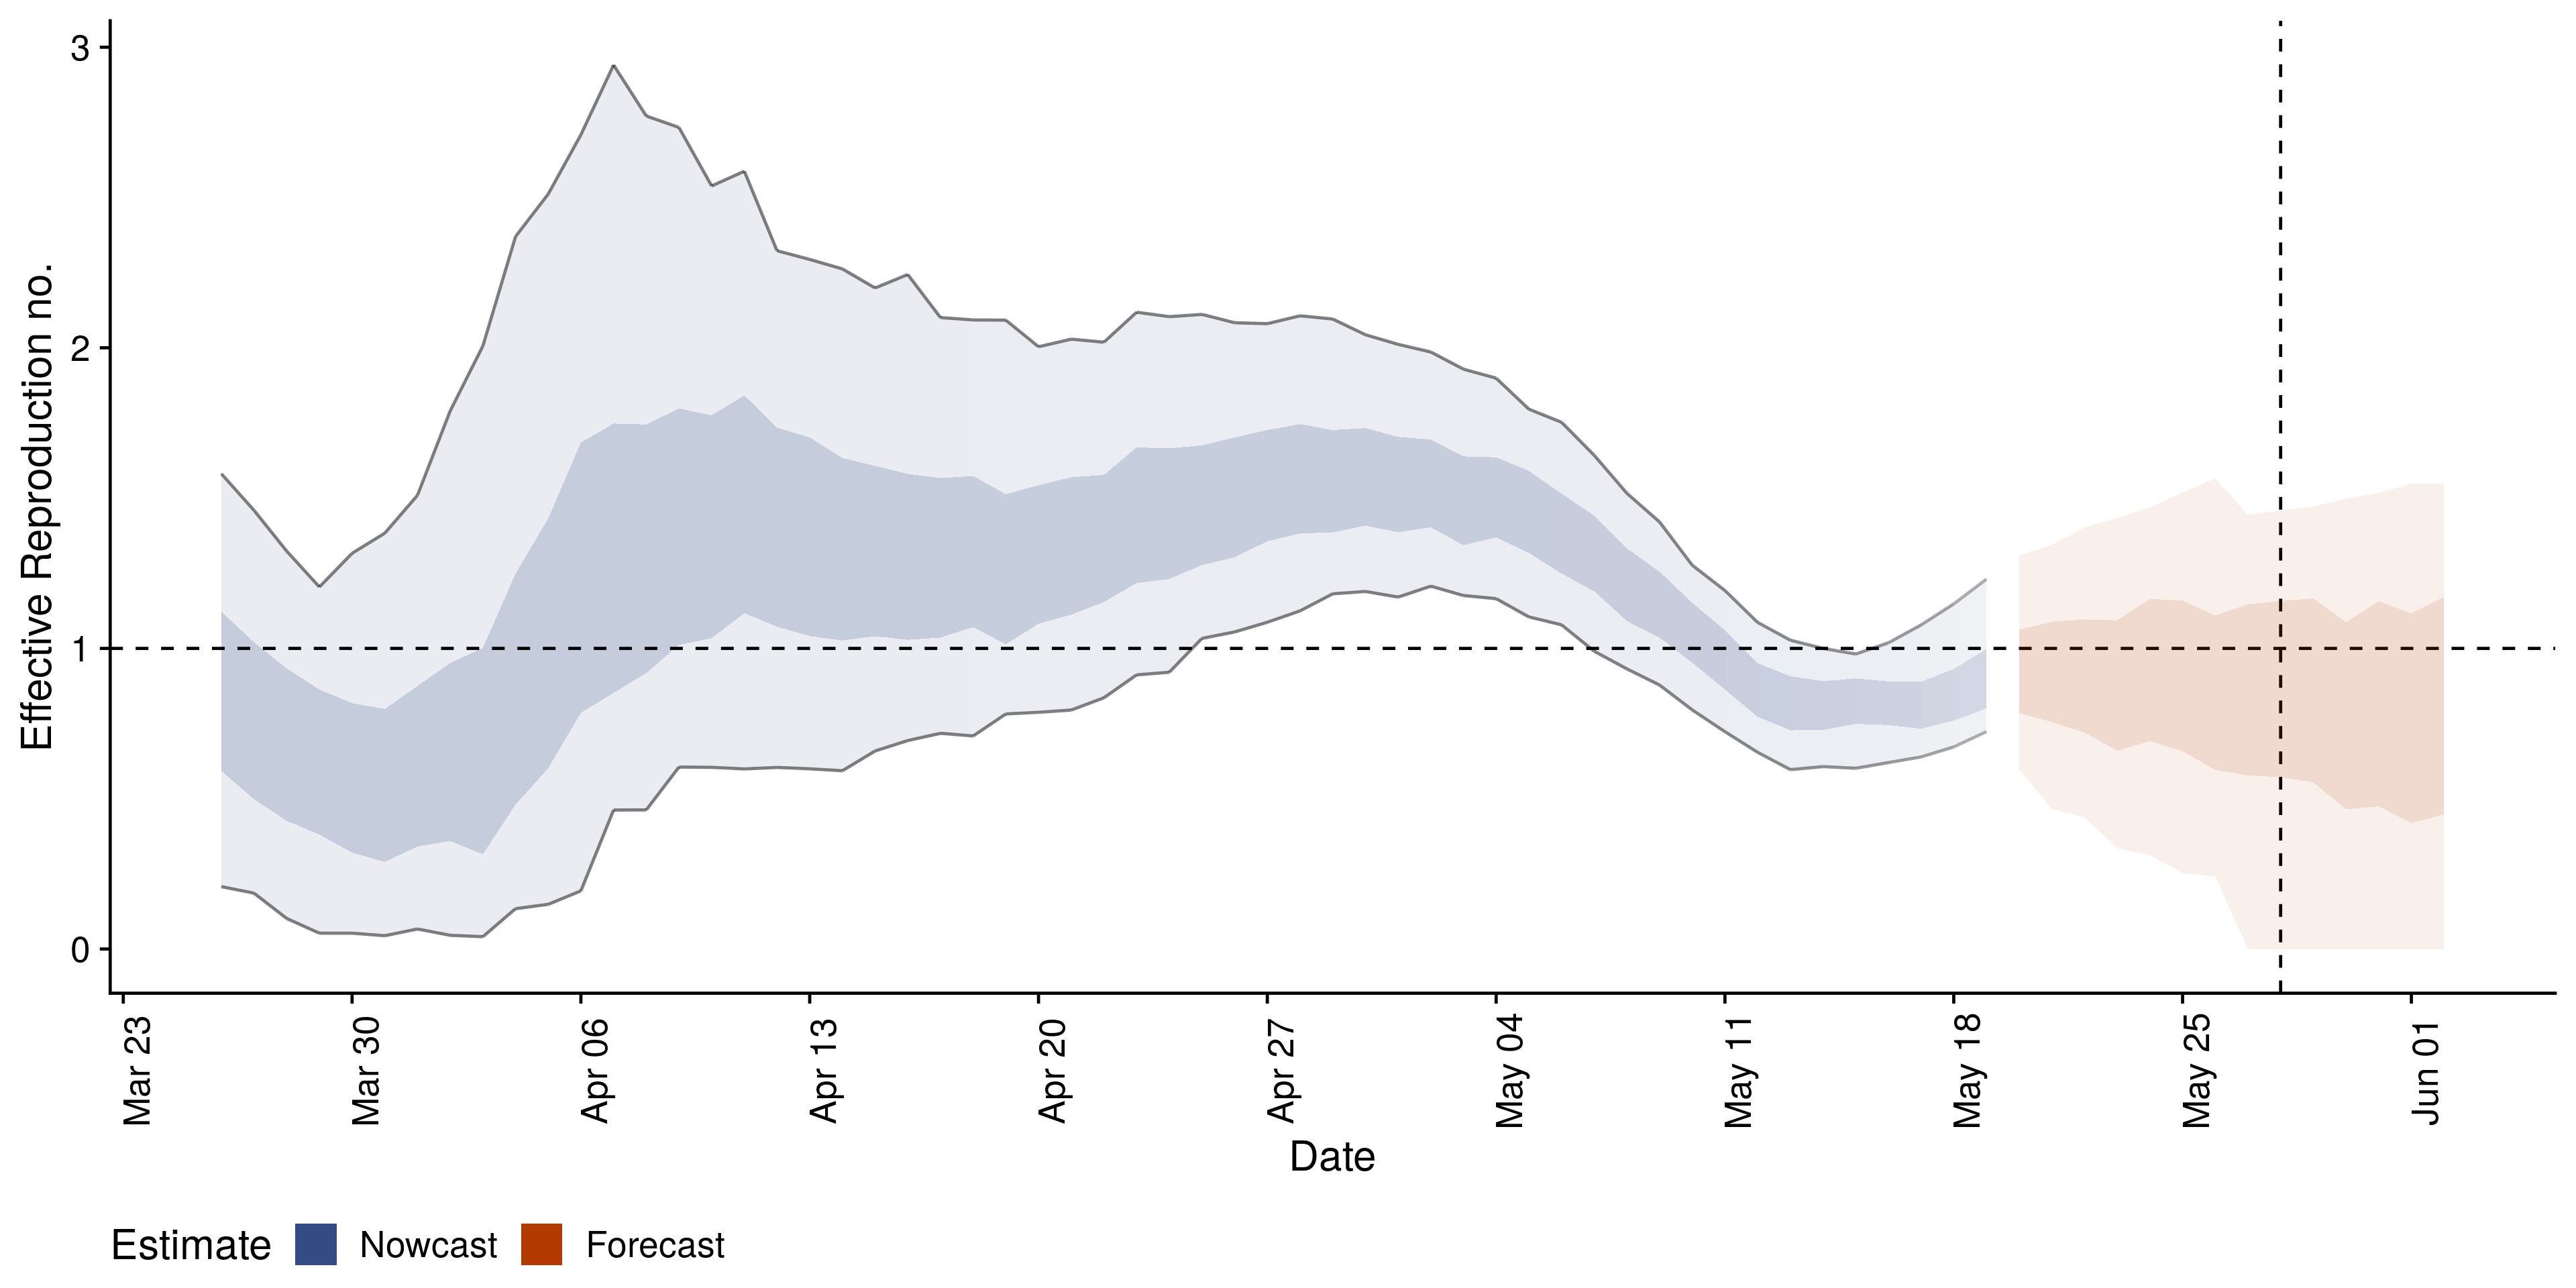 Effective Reproduction no.
3
2
1
0
Mar 23
Mar 30
Apr 06
Apr 13
Apr 20
Apr 27
May 04
May 11
May 18
May 25
Jun 01
Date
Estimate Nowcast Forecast